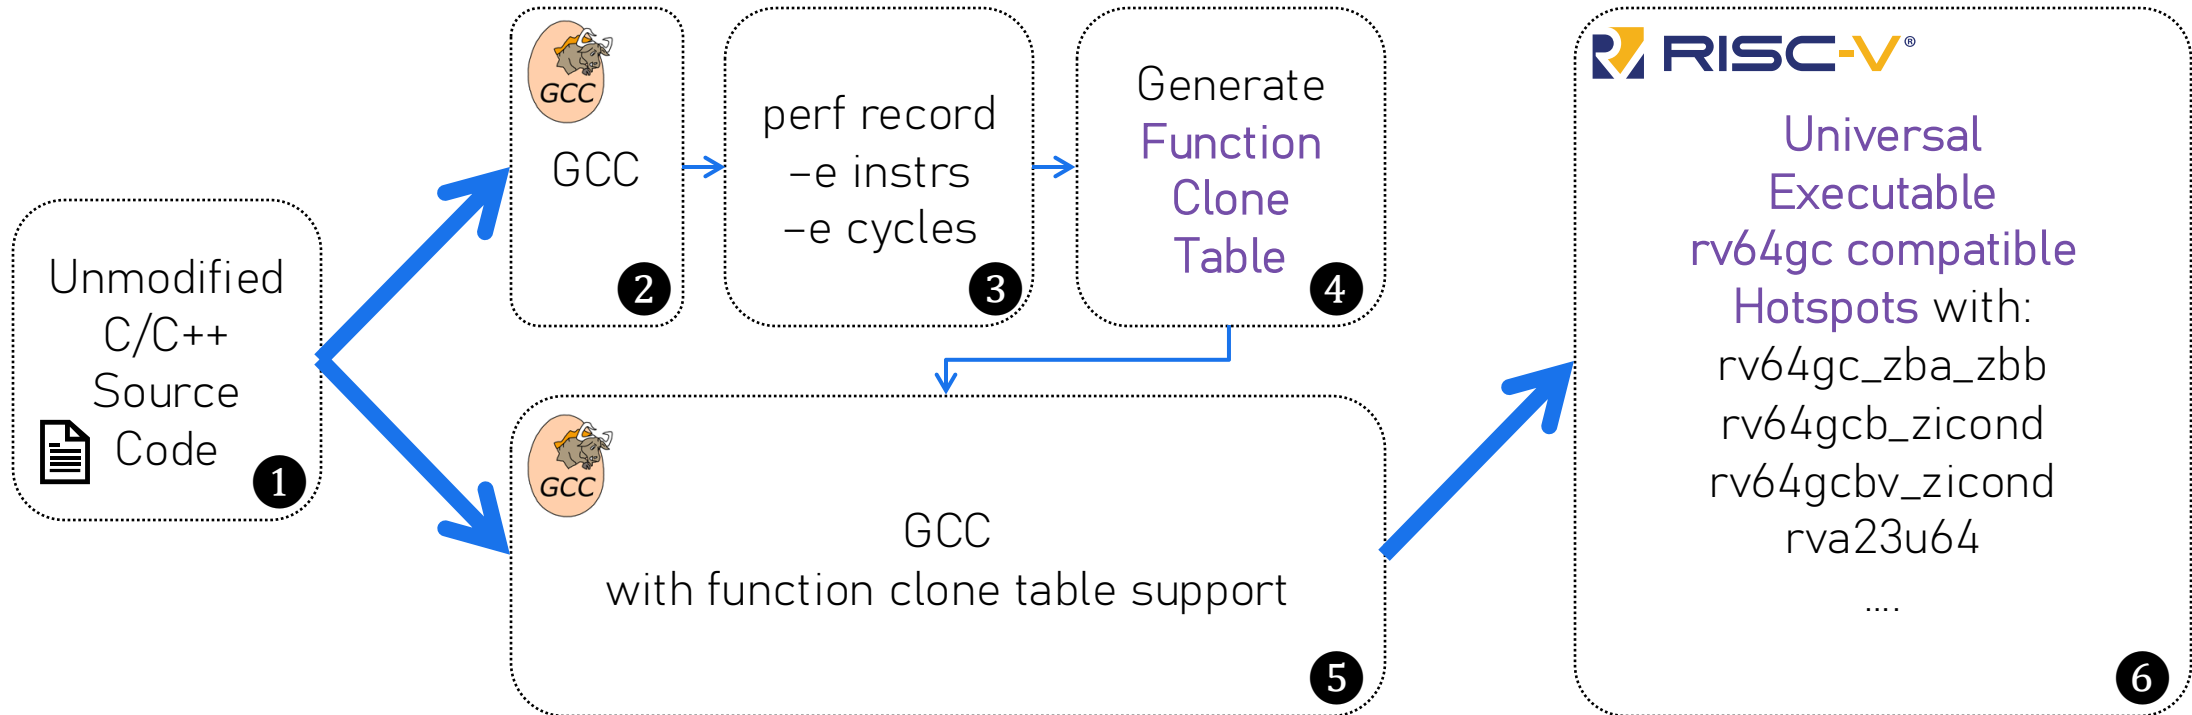 Unmodified
C/C++
Source
Code
1
GCC
GCC
2
perf record
–e instrs
–e cycles
3
Generate
Function
Clone
Table
4
GCC
GCC
with function clone table support
5
RISC-V®
Universal
Executable
rv64gc compatible
Hotspots with:
rv64gc_zba_zbb
rv64gcb_zicond
rv64gcbv_zicond
rva23u64
....
6